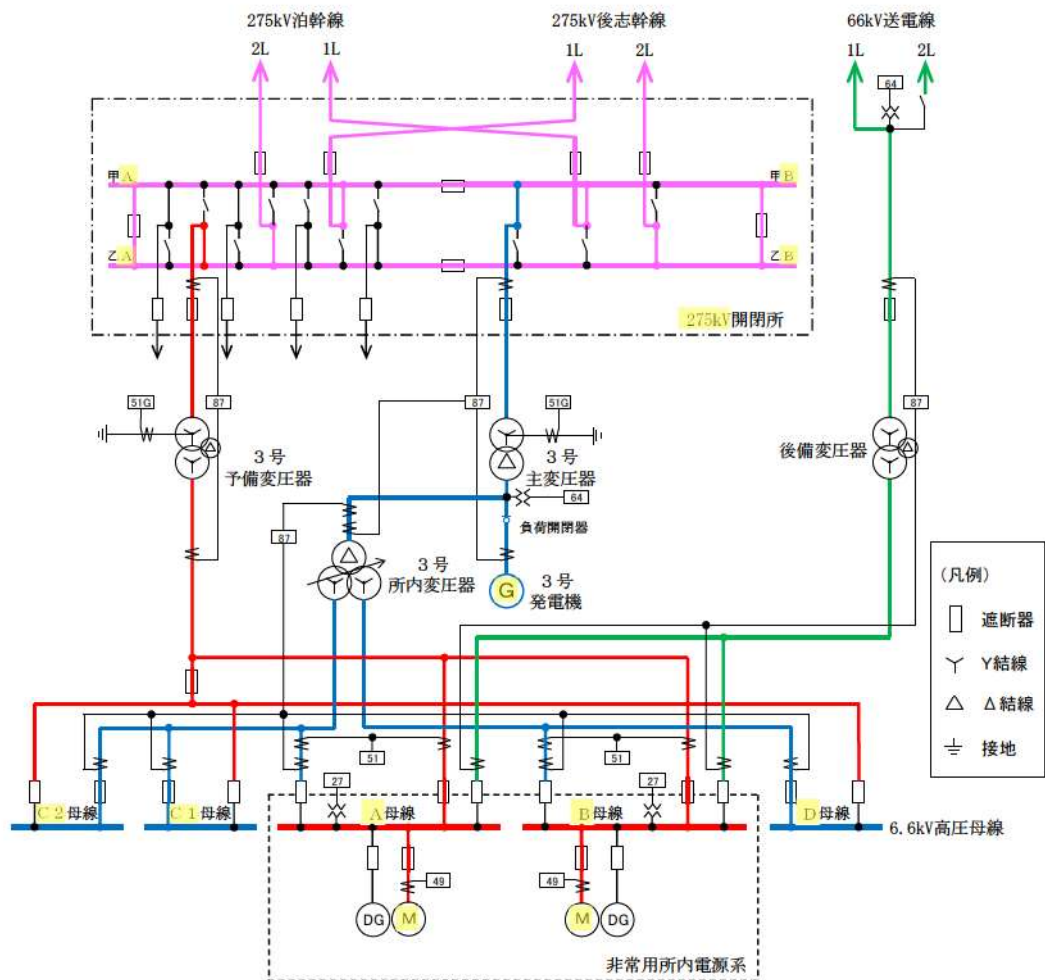 275kV泊幹線
275kV後志幹線
66kV送電線
2L
1L
1L
2L
1L
2L
64
甲A
甲B
乙A
乙B
275kV開閉所
51G
87
87
51G
87
3号
予備変圧器
3号
主変圧器
後備変圧器
64
87
負荷開閉器
3号
所内変圧器
G
3号
発電機
(凡例)
遮断器
Y結線
Δ結線
接地
51
51
27
27
C2母線
C1母線
A母線
B母線
D母線
6.6kV高圧母線
49
49
DG
M
M
DG
非常用所内電源系